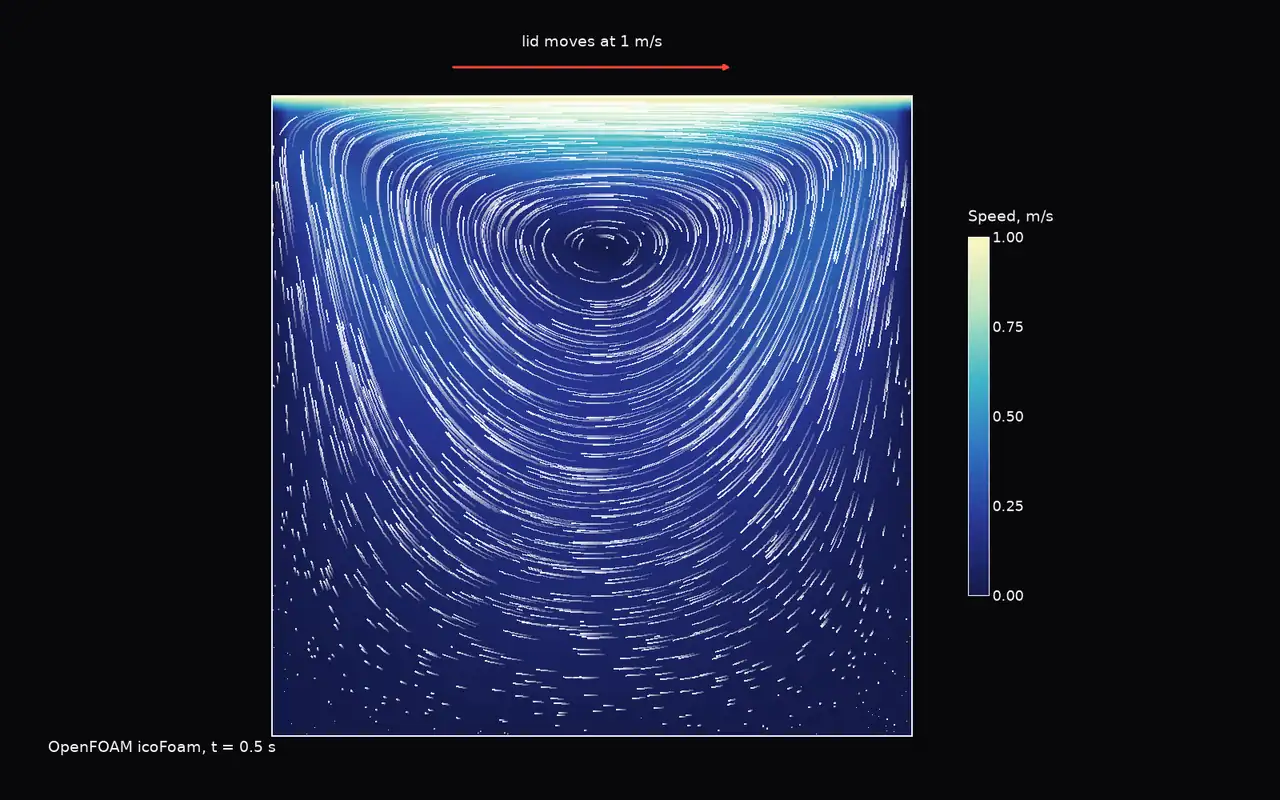 lid moves at 1 m/s
Speed, m/s
1.00
0.75
0.50
0.25
0.00
OpenFOAM icoFoam, t = 0.5 s